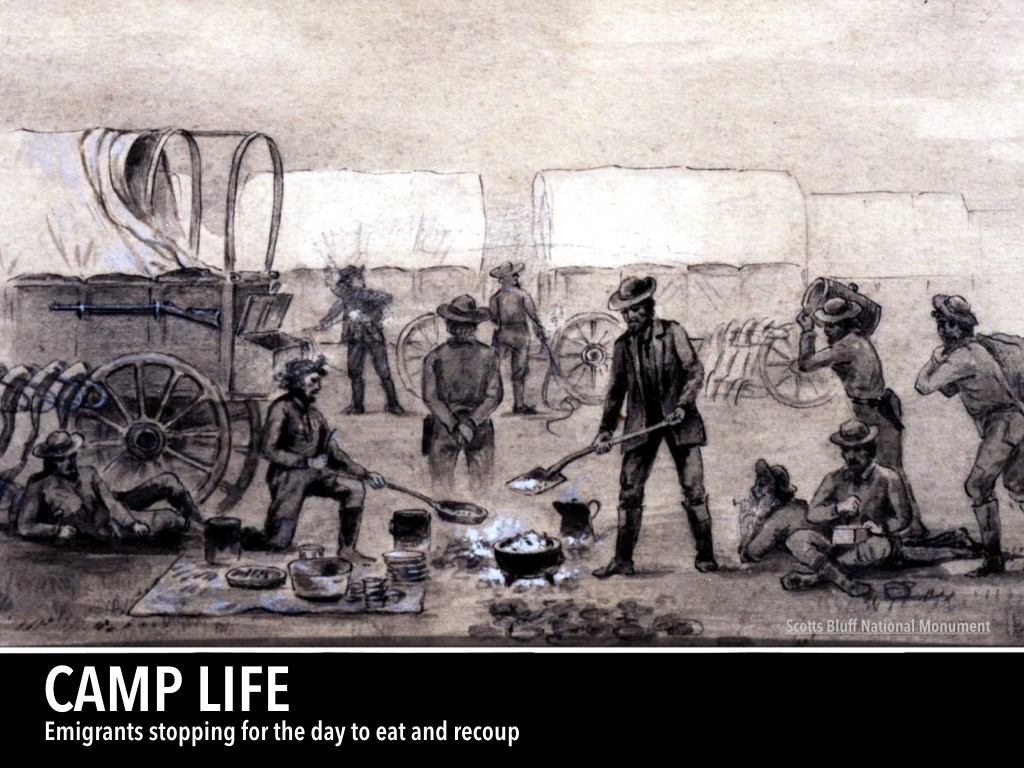 Scotts Bluff National Monument
CAMP LIFE
Emigrants stopping for the day to eat and recoup